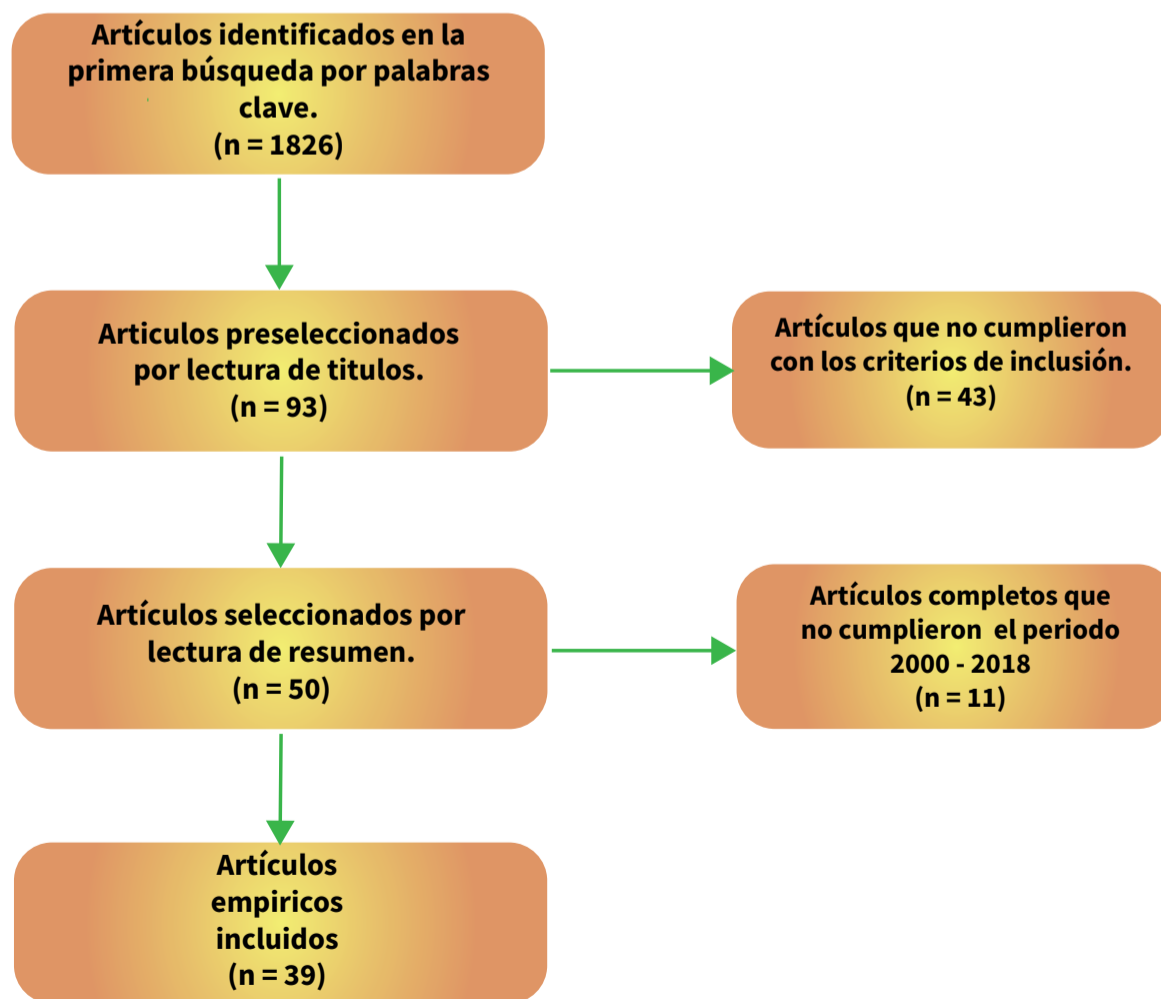 Artículos identificados en la
primera búsqueda por palabras
clave.
(n = 1826)
Articulos preseleccionados
por lectura de titulos.
(n = 93)
Artículos que no cumplieron
con los criterios de inclusión.
(n = 43)
Artículos seleccionados por
lectura de resumen.
(n = 50)
Artículos completos que
no cumplieron el periodo
2000 - 2018
(n = 11)
Artículos
empiricos
incluidos
(n = 39)